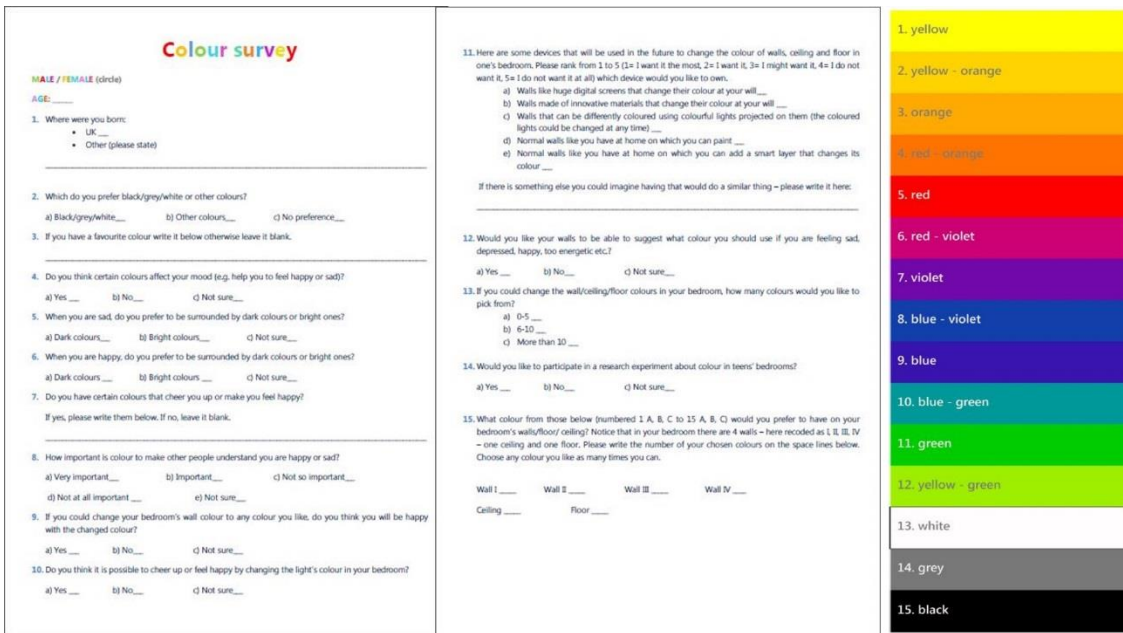 Colour survey
MALE / FEMALE (circle)
AGE: _____
1. Where were you born:
• UK ___
• Other (please state)
2. Which do you prefer black/grey/white or other colours?
a) Black/grey/white___ b) Other colours___ c) No preference___
3. If you have a favourite colour write it below otherwise leave it blank.
4. Do you think certain colours affect your mood (e.g. help you to feel happy or sad)?
a) Yes ___ b) No___ c) Not sure___
5. When you are sad, do you prefer to be surrounded by dark colours or bright ones?
a) Dark colours___ b) Bright colours___ c) Not sure___
6. When you are happy, do you prefer to be surrounded by dark colours or bright ones?
a) Dark colours ___ b) Bright colours ___ c) Not sure___
7. Do you have certain colours that cheer you up or make you feel happy?
If yes, please write them below. If no, leave it blank.
8. How important is colour to make other people understand you are happy or sad?
a) Very important___ b) Important___ c) Not so important___
d) Not at all important ___ e) Not sure___
9. If you could change your bedroom's wall colour to any colour you like, do you think you will be happy
with the changed colour?
a) Yes ___ b) No___ c) Not sure___
10. Do you think it is possible to cheer up or feel happy by changing the light's colour in your bedroom?
a) Yes ___ b) No___ c) Not sure___
11. Here are some devices that will be used in the future to change the colour of walls, ceiling and floor in
one's bedroom. Please rank from 1 to 5 (1= I want it the most, 2= I want it, 3= I might want it, 4= I do not
want it, 5= I do not want it at all) which device would you like to own.
a) Walls like huge digital screens that change their colour at your will___
b) Walls made of innovative materials that change their colour at your will ___
c) Walls that can be differently coloured using colourful lights projected on them (the coloured
lights could be changed at any time) ___
d) Normal walls like you have at home on which you can paint ___
e) Normal walls like you have at home on which you can add a smart layer that changes its
colour ___
If there is something else you could imagine having that would do a similar thing – please write it here:
12. Would you like your walls to be able to suggest what colour you should use if you are feeling sad,
depressed, happy, too energetic etc.?
a) Yes ___ b) No___ c) Not sure___
13. If you could change the wall/ceiling/floor colours in your bedroom, how many colours would you like to
pick from?
a) 0-5 ___
b) 6-10 ___
c) More than 10 ___
14. Would you like to participate in a research experiment about colour in teens' bedrooms?
a) Yes ___ b) No___ c) Not sure___
15. What colour from those below (numbered 1 A, B, C to 15 A, B, C) would you prefer to have on your
bedroom's walls/floor/ ceiling? Notice that in your bedroom there are 4 walls – here recoded as I, II, III, IV
– one ceiling and one floor. Please write the number of your chosen colours on the space lines below.
Choose any colour you like as many times you can.
Wall I ____ Wall II ____ Wall III ____ Wall IV ____
Ceiling ____ Floor ____
1. yellow
2. yellow - orange
3. orange
4. red - orange
5. red
6. red - violet
7. violet
8. blue - violet
9. blue
10. blue - green
11. green
12. yellow - green
13. white
14. grey
15. black